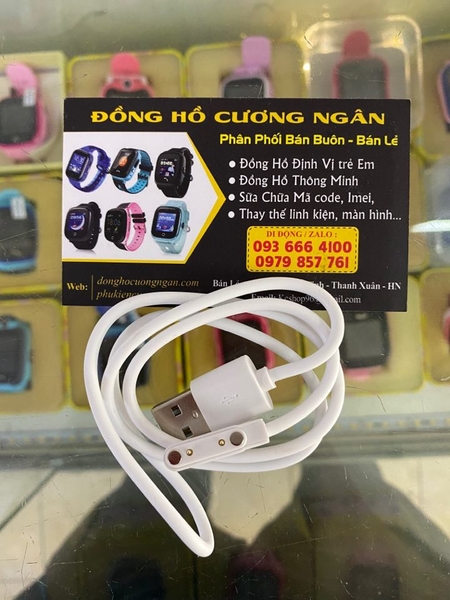 ĐỒNG HỒ CƯƠNG NGÂN
Phân Phối Bán Buôn - Bán Lẻ
● Đồng Hồ Định Vị trẻ Em
● Đồng Hồ Thông Minh
● Sữa Chữa Mã code, Imei,
● Thay thế linh kiện, màn hình...
DI ĐỘNG / ZALO :
093 666 4100
0979 857 761
Web: donghocuongngan.com
Bán - Thanh Xuân - HN
Email: